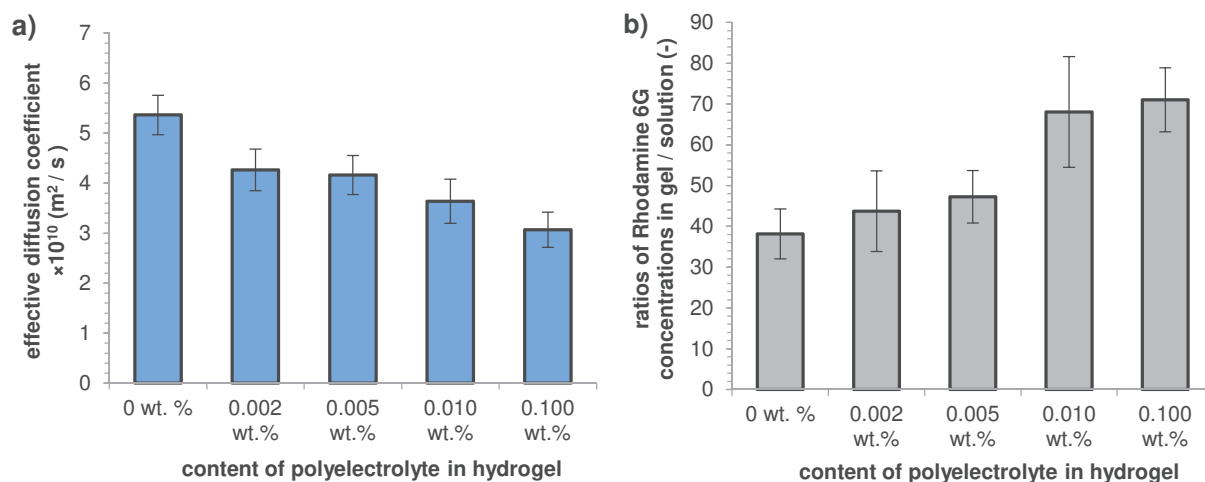 a)
effective diffusion coefficient
×10¹⁰ (m² / s )
7
6
5
4
3
2
1
0
0 wt. %
0.002
wt.%
0.005
wt.%
0.010
wt.%
0.100
wt.%
content of polyelectrolyte in hydrogel
b)
ratios of Rhodamine 6G
concentrations in gel / solution (-)
90
80
70
60
50
40
30
20
10
0
0 wt. %
0.002
wt.%
0.005
wt.%
0.010
wt.%
0.100
wt.%
content of polyelectrolyte in hydrogel